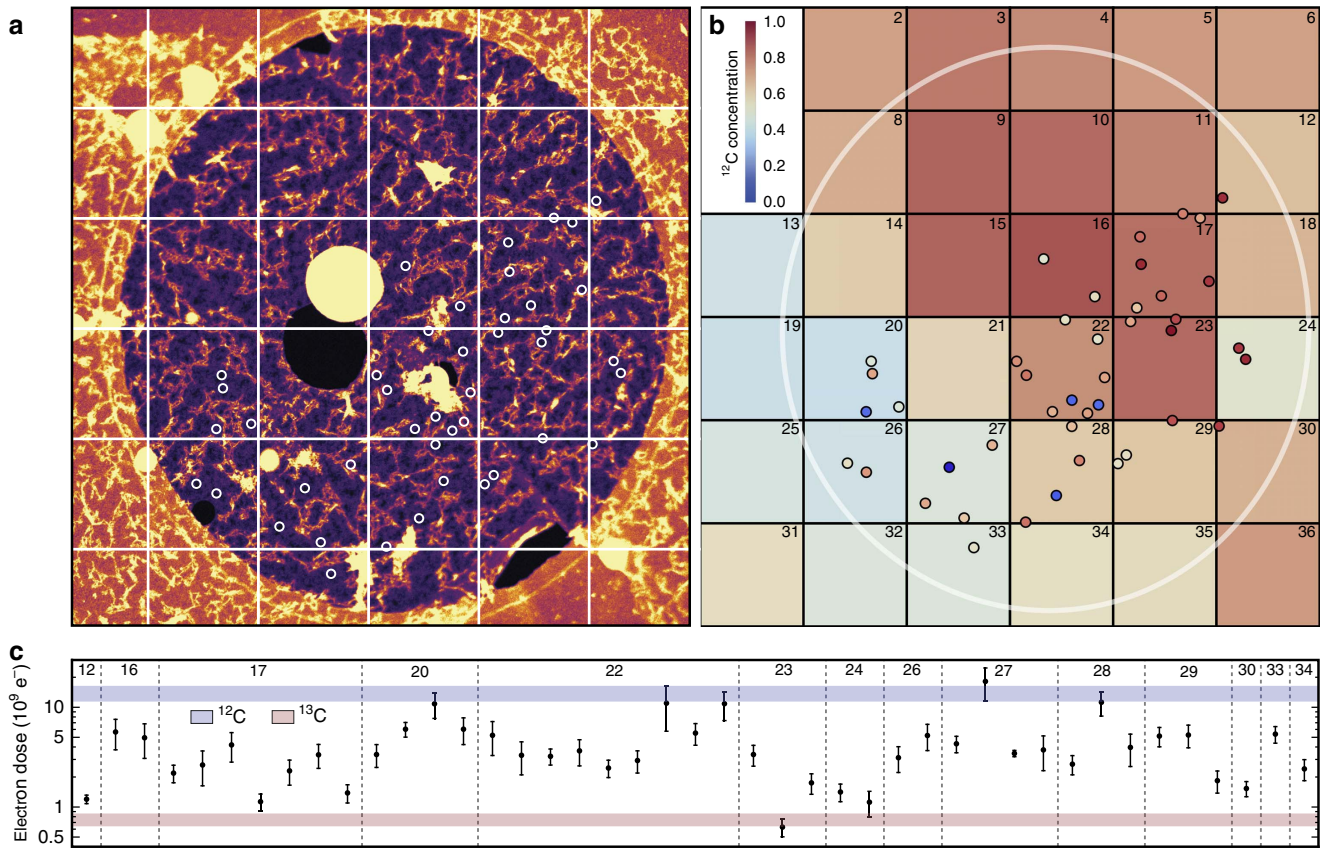 a
b
1.0
0.8
0.6
0.4
0.2
0.0
¹²C concentration
2 3 4 5 6
8 9 10 11 12
13 14 15 16 17 18
19 20 21 22 23 24
25 26 27 28 29 30
31 32 33 34 35 36
c
12 16 17 20 22 23 24 26 27 28 29 30 33 34
¹²C ¹³C
10
5
1
0.5
Electron dose (10⁹ e⁻)